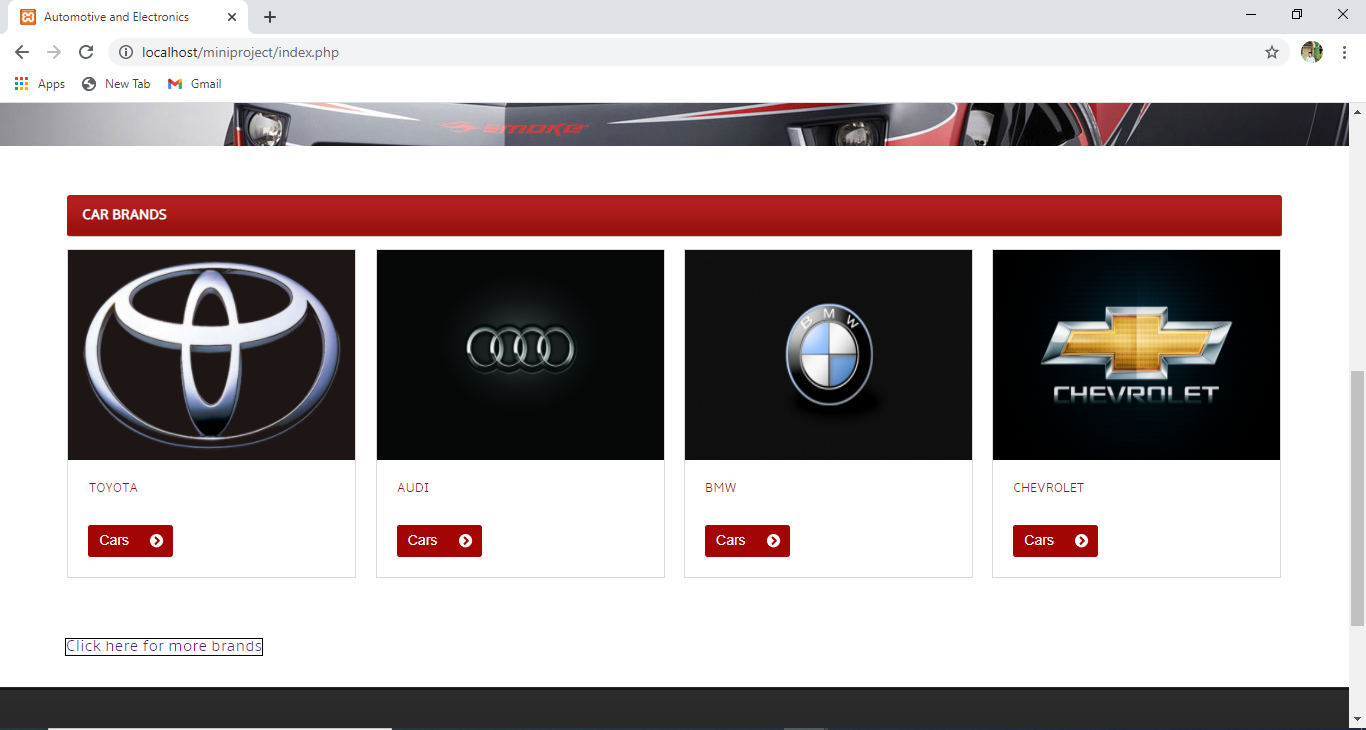 Automotive and Electronics
localhost/miniproject/index.php
Apps New Tab Gmail
SMOKE
CAR BRANDS
BMW
CHEVROLET
TOYOTA AUDI BMW CHEVROLET
Cars Cars Cars Cars
Click here for more brands